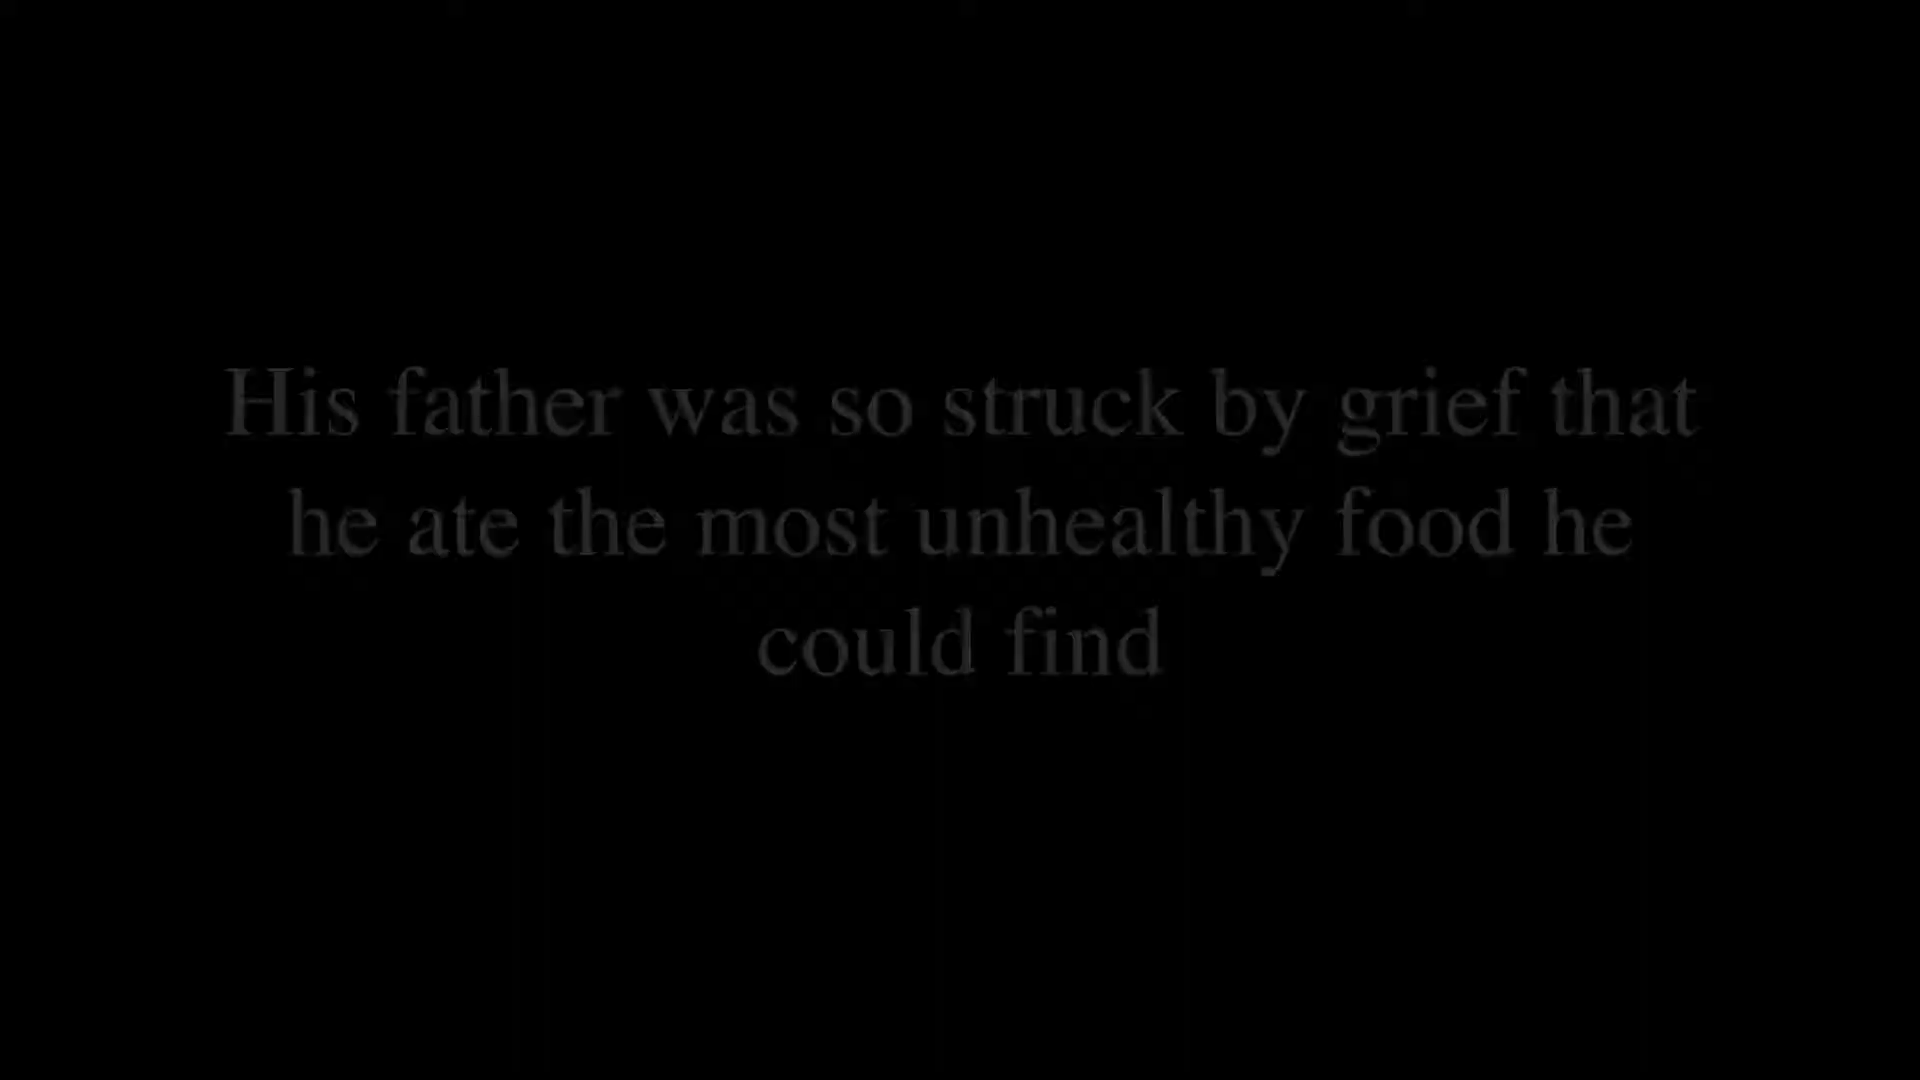 His father was so struck by grief that
he ate the most unhealthy food he
could find